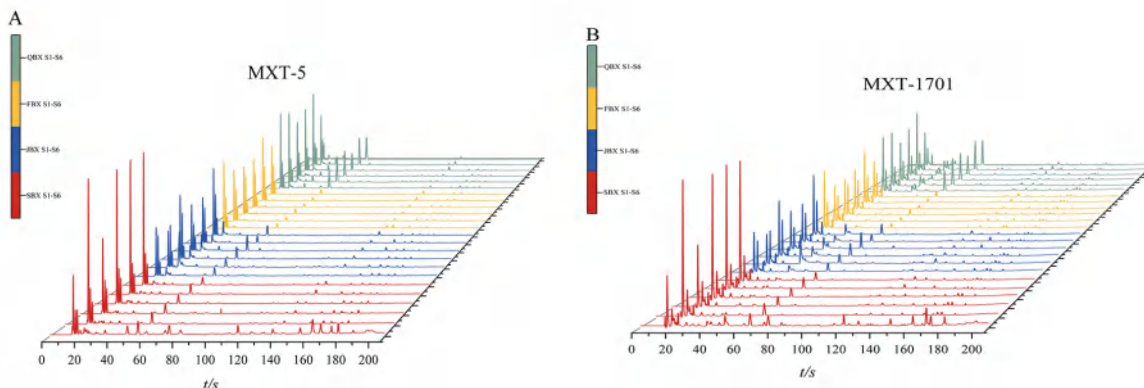 A
QBX S1-S6
FBX S1-S6
JBX S1-S6
SBX S1-S6
MXT-5
0 20 40 60 80 100 120 140 160 180 200
t/s
B
QBX S1-S6
FBX S1-S6
JBX S1-S6
SBX S1-S6
MXT-1701
0 20 40 60 80 100 120 140 160 180 200
t/s